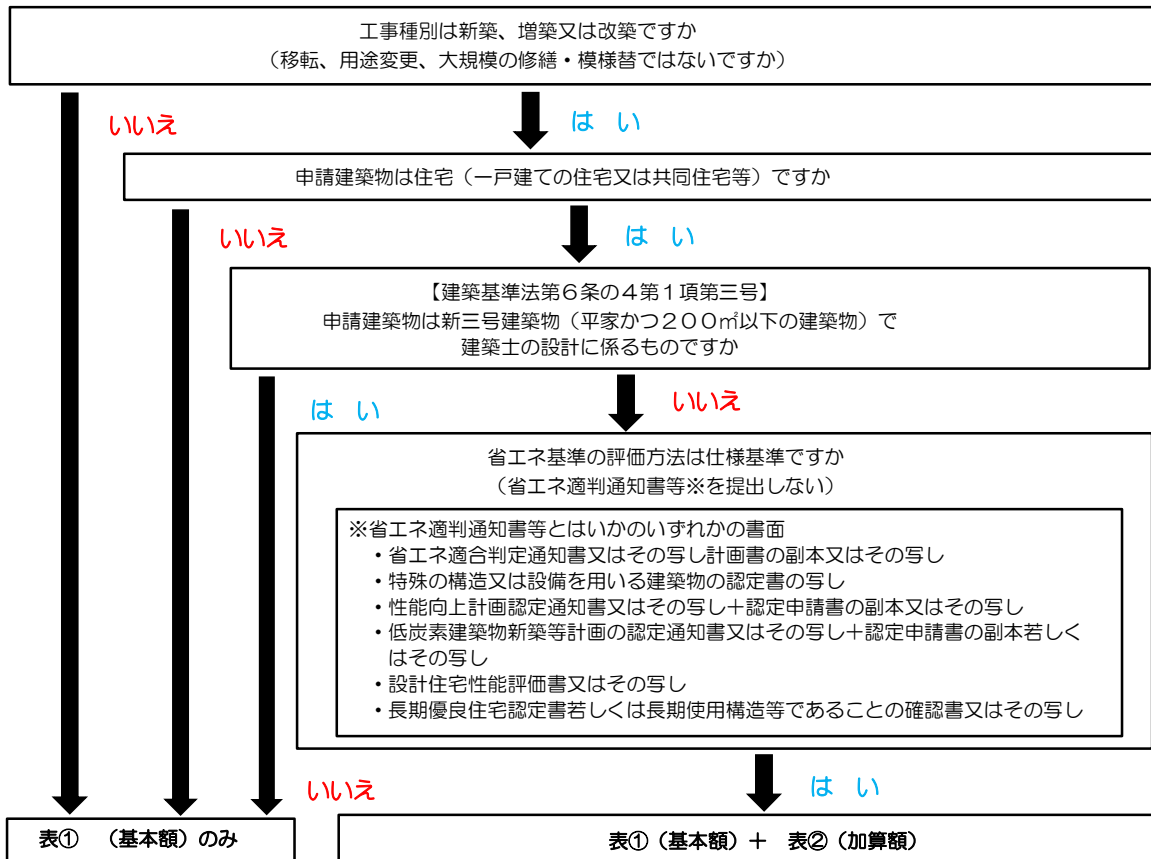 工事種別は新築、増築又は改築ですか
（移転、用途変更、大規模の修繕・模様替ではないですか）
いいえ
は　い
申請建築物は住宅（一戸建ての住宅又は共同住宅等）ですか
いいえ
は　い
【建築基準法第６条の４第１項第三号】
申請建築物は新三号建築物（平家かつ２００㎡以下の建築物）で
建築士の設計に係るものですか
は　い
いいえ
省エネ基準の評価方法は仕様基準ですか
（省エネ適判通知書等※を提出しない）
※省エネ適判通知書等とはいかのいずれかの書面
・省エネ適合判定通知書又はその写し計画書の副本又はその写し
・特殊の構造又は設備を用いる建築物の認定書の写し
・性能向上計画認定通知書又はその写し＋認定申請書の副本又はその写し
・低炭素建築物新築等計画の認定通知書又はその写し＋認定申請書の副本若しく
はその写し
・設計住宅性能評価書又はその写し
・長期優良住宅認定書若しくは長期使用構造等であることの確認書又はその写し
いいえ
は　い
表①　（基本額）のみ
表①（基本額）＋　表②（加算額）